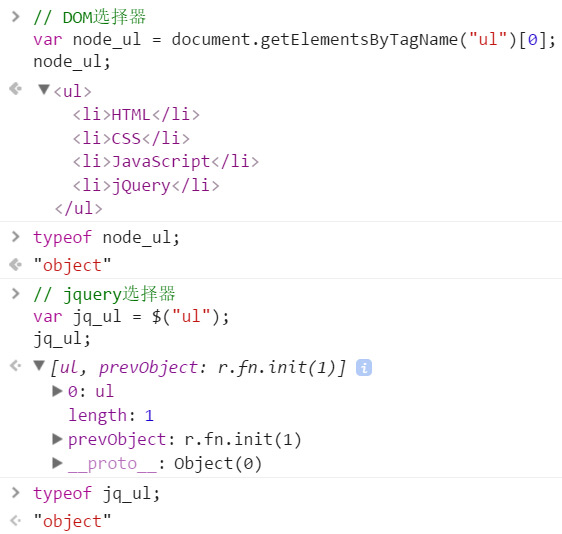 // DOM选择器
var node_ul = document.getElementsByTagName("ul")[0];
node_ul;
<ul>
<li>HTML</li>
<li>CSS</li>
<li>JavaScript</li>
<li>jQuery</li>
</ul>
typeof node_ul;
"object"
// jquery选择器
var jq_ul = $("ul");
jq_ul;
[ul, prevObject: r.fn.init(1)] i
0: ul
length: 1
prevObject: r.fn.init(1)
__proto__: Object(0)
typeof jq_ul;
"object"